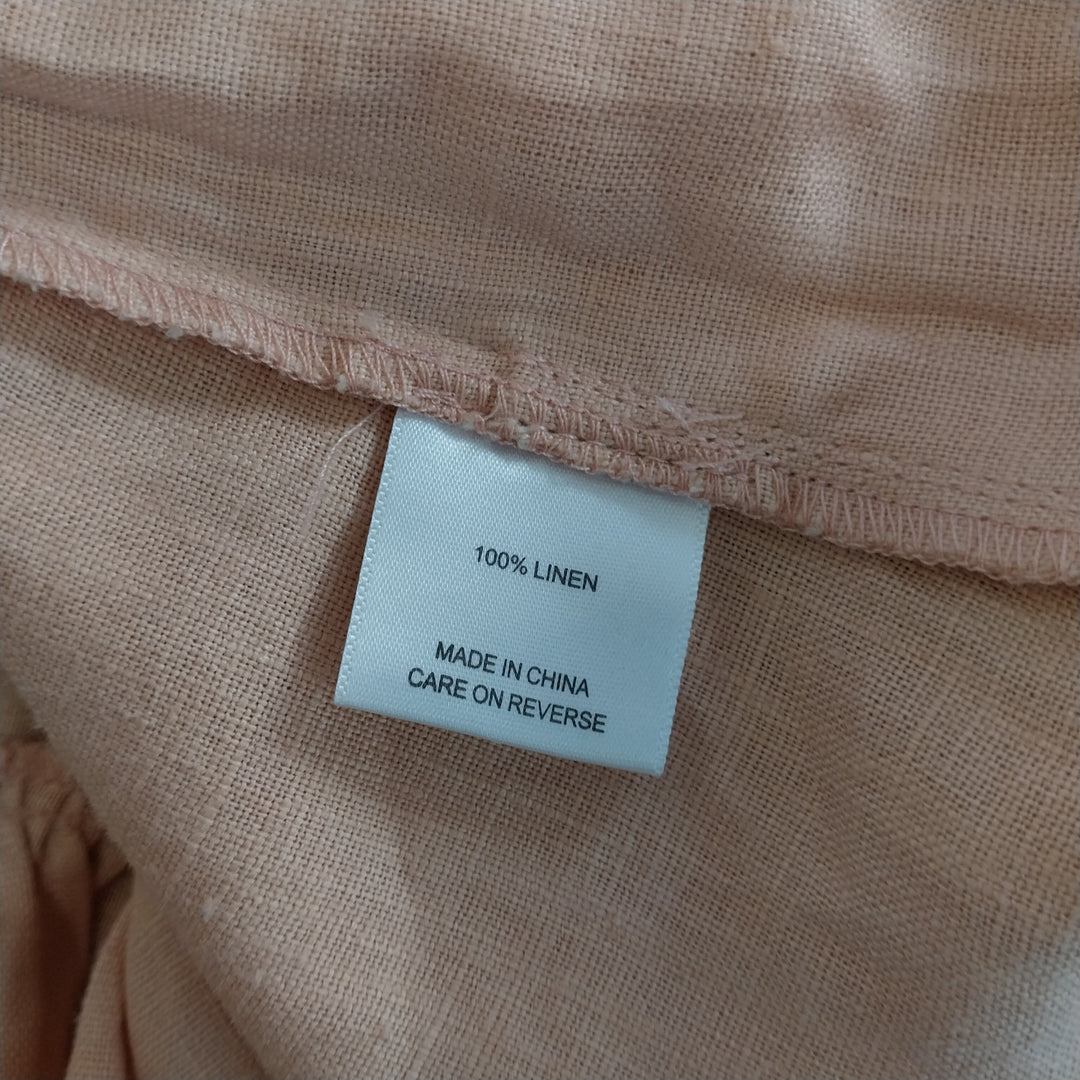 100% LINEN
MADE IN CHINA
CARE ON REVERSE